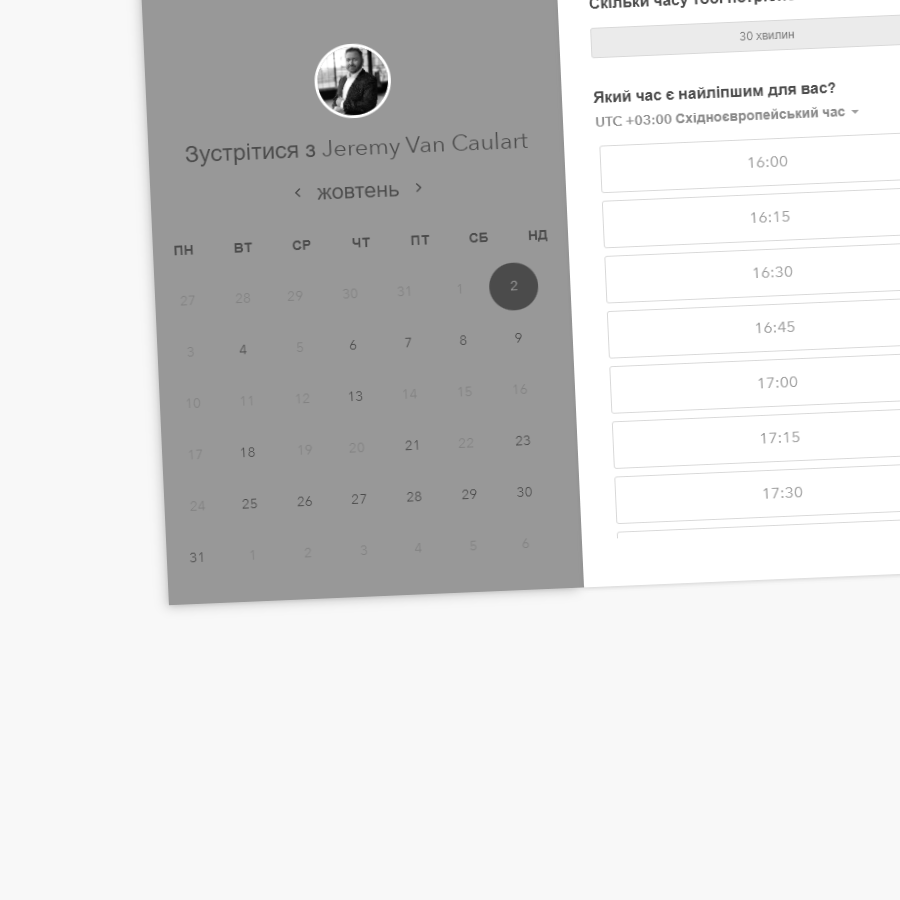 Зустрітися з Jeremy Van Caulart
жовтень
ПН ВТ СР ЧТ ПТ СБ НД
27 28 29 30 31 1 2
3 4 5 6 7 8 9
10 11 12 13 14 15 16
17 18 19 20 21 22 23
24 25 26 27 28 29 30
31 1 2 3 4 5 6
Скільки часу тобі
30 хвилин
Який час є найліпшим для вас?
UTC +03:00 Східноєвропейський час
16:00
16:15
16:30
16:45
17:00
17:15
17:30